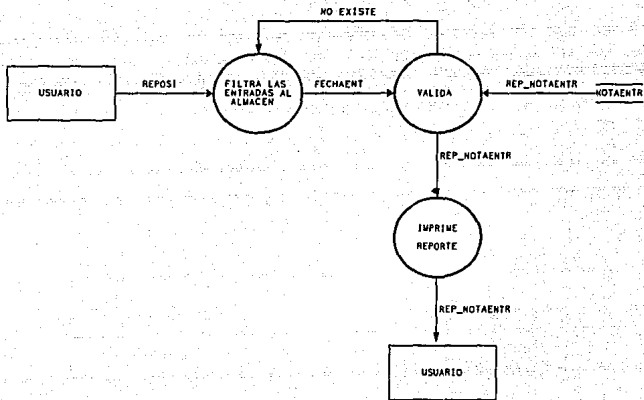 NO EXISTE
USUARIO
REPOSI
FILTRA LAS
ENTRADAS AL
ALMACEN
FECHAENT
VALIDA
REP_NOTAENTR
NOTAENTR
REP_NOTAENTR
IMPRIME
REPORTE
REP_NOTAENTR
USUARIO